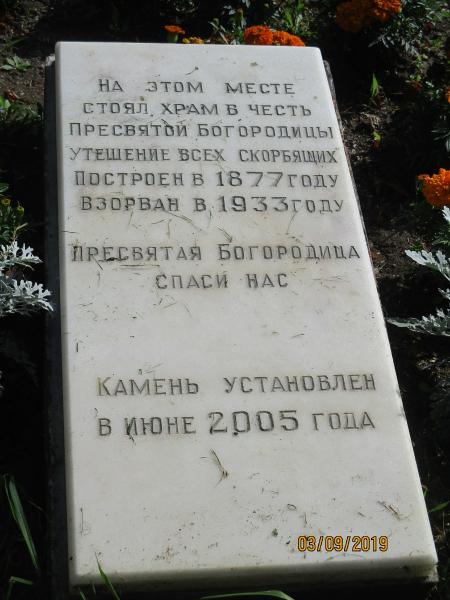 На этом месте
стоял храм в честь
Пресвятой Богородицы
утешение всех скорбящих
Построен в 1877 году
Взорван в 1933 году
Пресвятая Богородица
спаси нас
Камень установлен
в июне 2005 года
03/09/2019